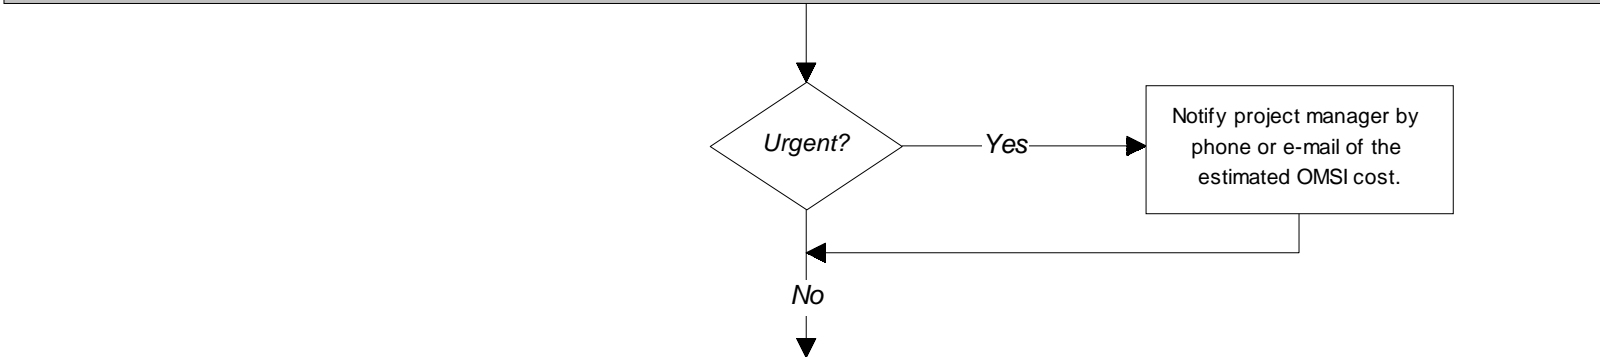 Urgent?
Yes
Notify project manager by
phone or e-mail of the
estimated OMSI cost.
No